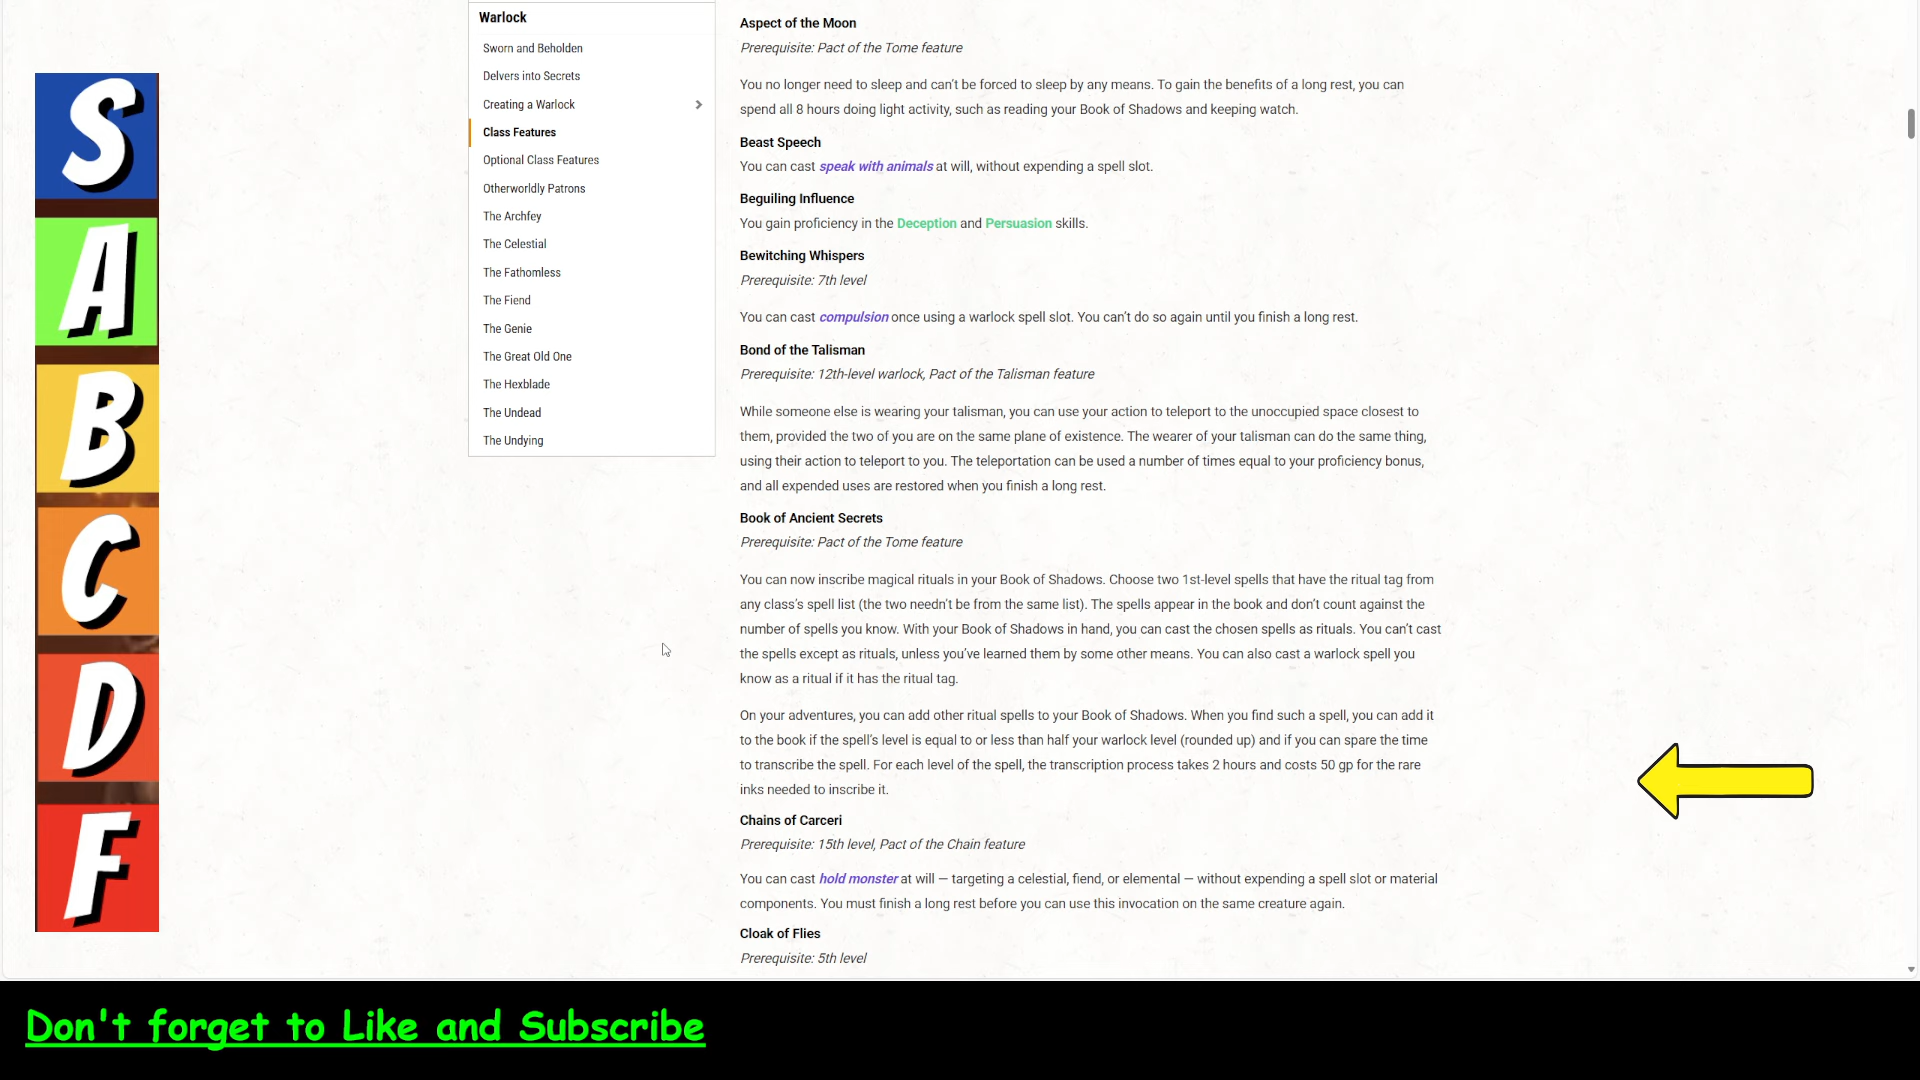 S
A
B
C
D
F
Warlock
Sworn and Beholden
Delvers into Secrets
Creating a Warlock
Class Features
Optional Class Features
Otherworldly Patrons
The Archfey
The Celestial
The Fathomless
The Fiend
The Genie
The Great Old One
The Hexblade
The Undead
The Undying
Aspect of the Moon
Prerequisite: Pact of the Tome feature
You no longer need to sleep and can't be forced to sleep by any means. To gain the benefits of a long rest, you can
spend all 8 hours doing light activity, such as reading your Book of Shadows and keeping watch.
Beast Speech
You can cast speak with animals at will, without expending a spell slot.
Beguiling Influence
You gain proficiency in the Deception and Persuasion skills.
Bewitching Whispers
Prerequisite: 7th level
You can cast compulsion once using a warlock spell slot. You can't do so again until you finish a long rest.
Bond of the Talisman
Prerequisite: 12th-level warlock, Pact of the Talisman feature
While someone else is wearing your talisman, you can use your action to teleport to the unoccupied space closest to
them, provided the two of you are on the same plane of existence. The wearer of your talisman can do the same thing,
using their action to teleport to you. The teleportation can be used a number of times equal to your proficiency bonus,
and all expended uses are restored when you finish a long rest.
Book of Ancient Secrets
Prerequisite: Pact of the Tome feature
You can now inscribe magical rituals in your Book of Shadows. Choose two 1st-level spells that have the ritual tag from
any class's spell list (the two needn't be from the same list). The spells appear in the book and don't count against the
number of spells you know. With your Book of Shadows in hand, you can cast the chosen spells as rituals. You can't cast
the spells except as rituals, unless you've learned them by some other means. You can also cast a warlock spell you
know as a ritual if it has the ritual tag.
On your adventures, you can add other ritual spells to your Book of Shadows. When you find such a spell, you can add it
to the book if the spell's level is equal to or less than half your warlock level (rounded up) and if you can spare the time
to transcribe the spell. For each level of the spell, the transcription process takes 2 hours and costs 50 gp for the rare
inks needed to inscribe it.
Chains of Carceri
Prerequisite: 15th level, Pact of the Chain feature
You can cast hold monster at will — targeting a celestial, fiend, or elemental — without expending a spell slot or material
components. You must finish a long rest before you can use this invocation on the same creature again.
Cloak of Flies
Prerequisite: 5th level
Don't forget to Like and Subscribe